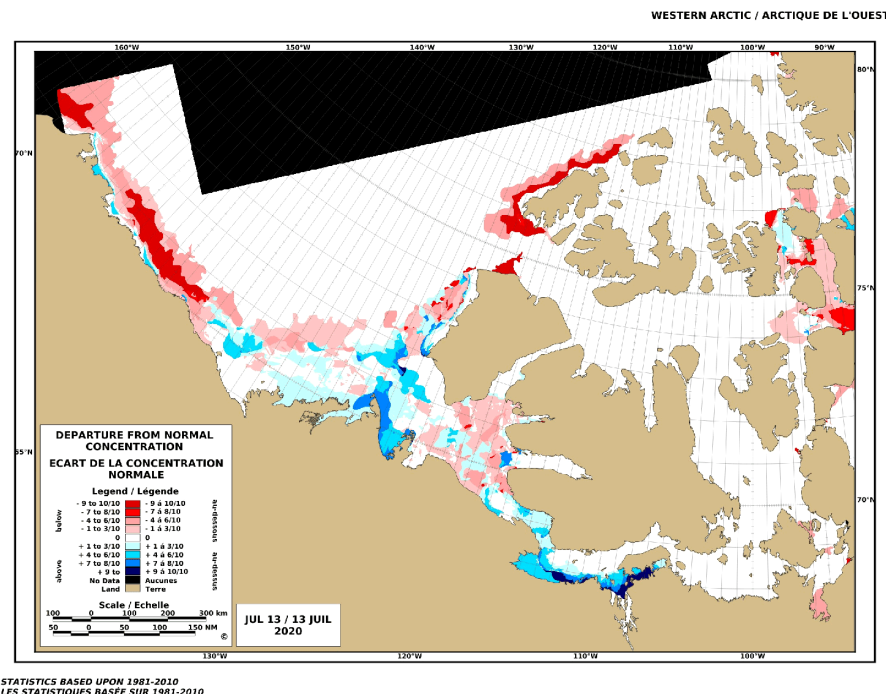 WESTERN ARCTIC / ARCTIQUE DE L'OUEST
160°W 150°W 140°W 130°W 120°W 110°W 100°W 90°W
80°N
70°N
75°N
65°N
70°N
DEPARTURE FROM NORMAL
CONCENTRATION
ECART DE LA CONCENTRATION
NORMALE
Legend / Légende
- 9 to 10/10 - 9 á 10/10
- 7 to 8/10 - 7 á 8/10
- 4 to 6/10 - 4 á 6/10
- 1 to 3/10 - 1 á 3/10
0 0
+ 1 to 3/10 + 1 á 3/10
+ 4 to 6/10 + 4 á 6/10
+ 7 to 8/10 + 7 á 8/10
+ 9 to + 9 á 10/10
No Data Aucunes
Land Terre
below
above
au-dessous
au-dessus
Scale / Echelle
100 0 100 200 300 km
50 0 50 100 150 NM
©
JUL 13 / 13 JUIL
2020
130°W 120°W 110°W 100°W
STATISTICS BASED UPON 1981-2010
LES STATISTIQUES BASÉE SUR 1981-2010